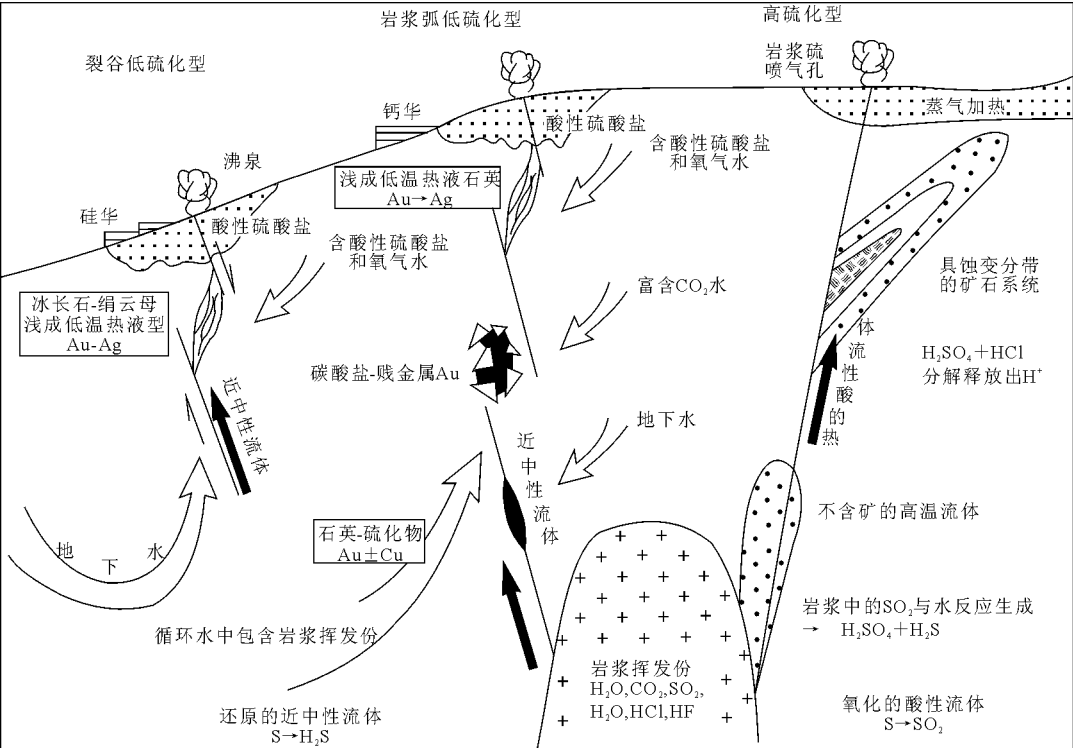 裂谷低硫化型
岩浆弧低硫化型
高硫化型
岩浆硫
喷气孔
蒸气加热
钙华
酸性硫酸盐
含酸性硫酸盐
和氧气水
沸泉
浅成低温热液石英
Au→Ag
硅华
酸性硫酸盐
含酸性硫酸盐
和氧气水
具蚀变分带
的矿石系统
富含CO₂水
冰长石-绢云母
浅成低温热液型
Au-Ag
碳酸盐-贱金属Au
H₂SO₄+HCl
分解释放出H⁺
热的酸性流体
近中性流体
地下水
近中性流体
不含矿的高温流体
石英-硫化物
Au±Cu
地下水
循环水中包含岩浆挥发份
岩浆中的SO₂与水反应生成
→ H₂SO₄+H₂S
岩浆挥发份
H₂O,CO₂,SO₂,
H₂O,HCl,HF
还原的近中性流体
S→H₂S
氧化的酸性流体
S→SO₂